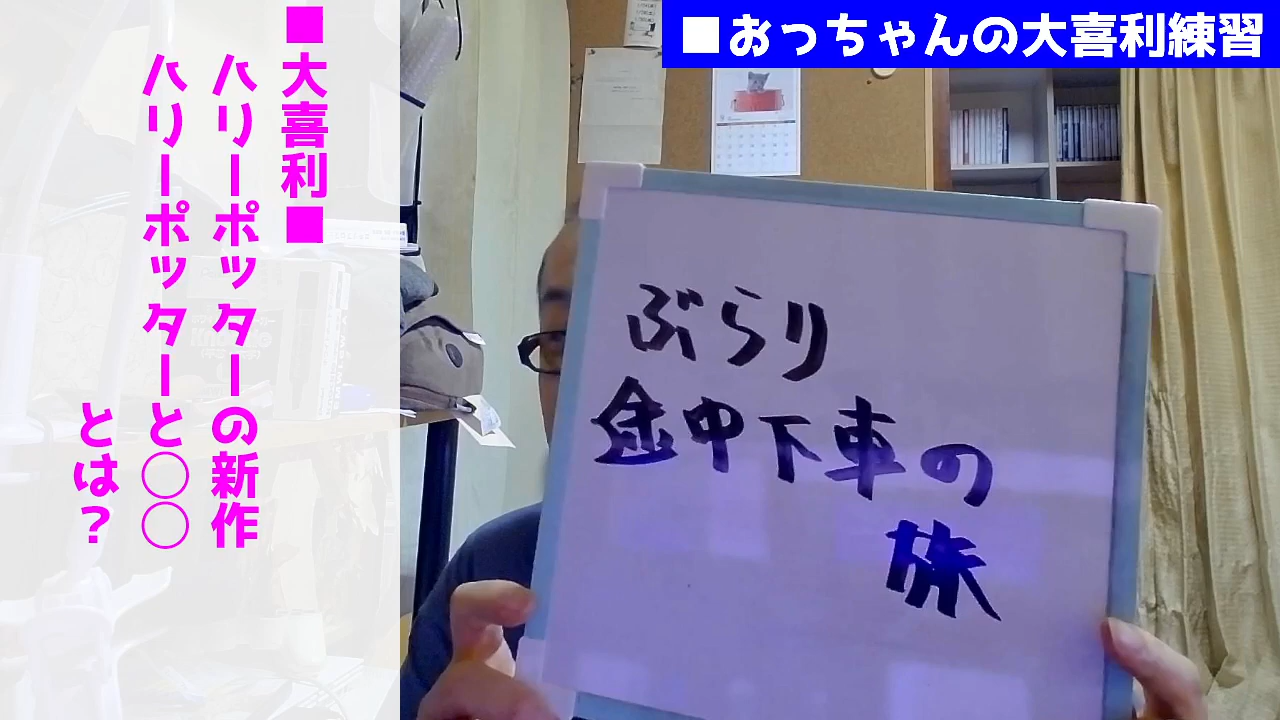 ■おっちゃんの大喜利練習
■大喜利■
ハリーポッターの新作
ハリーポッターと○○
とは？
ぶらり
途中下車の
旅